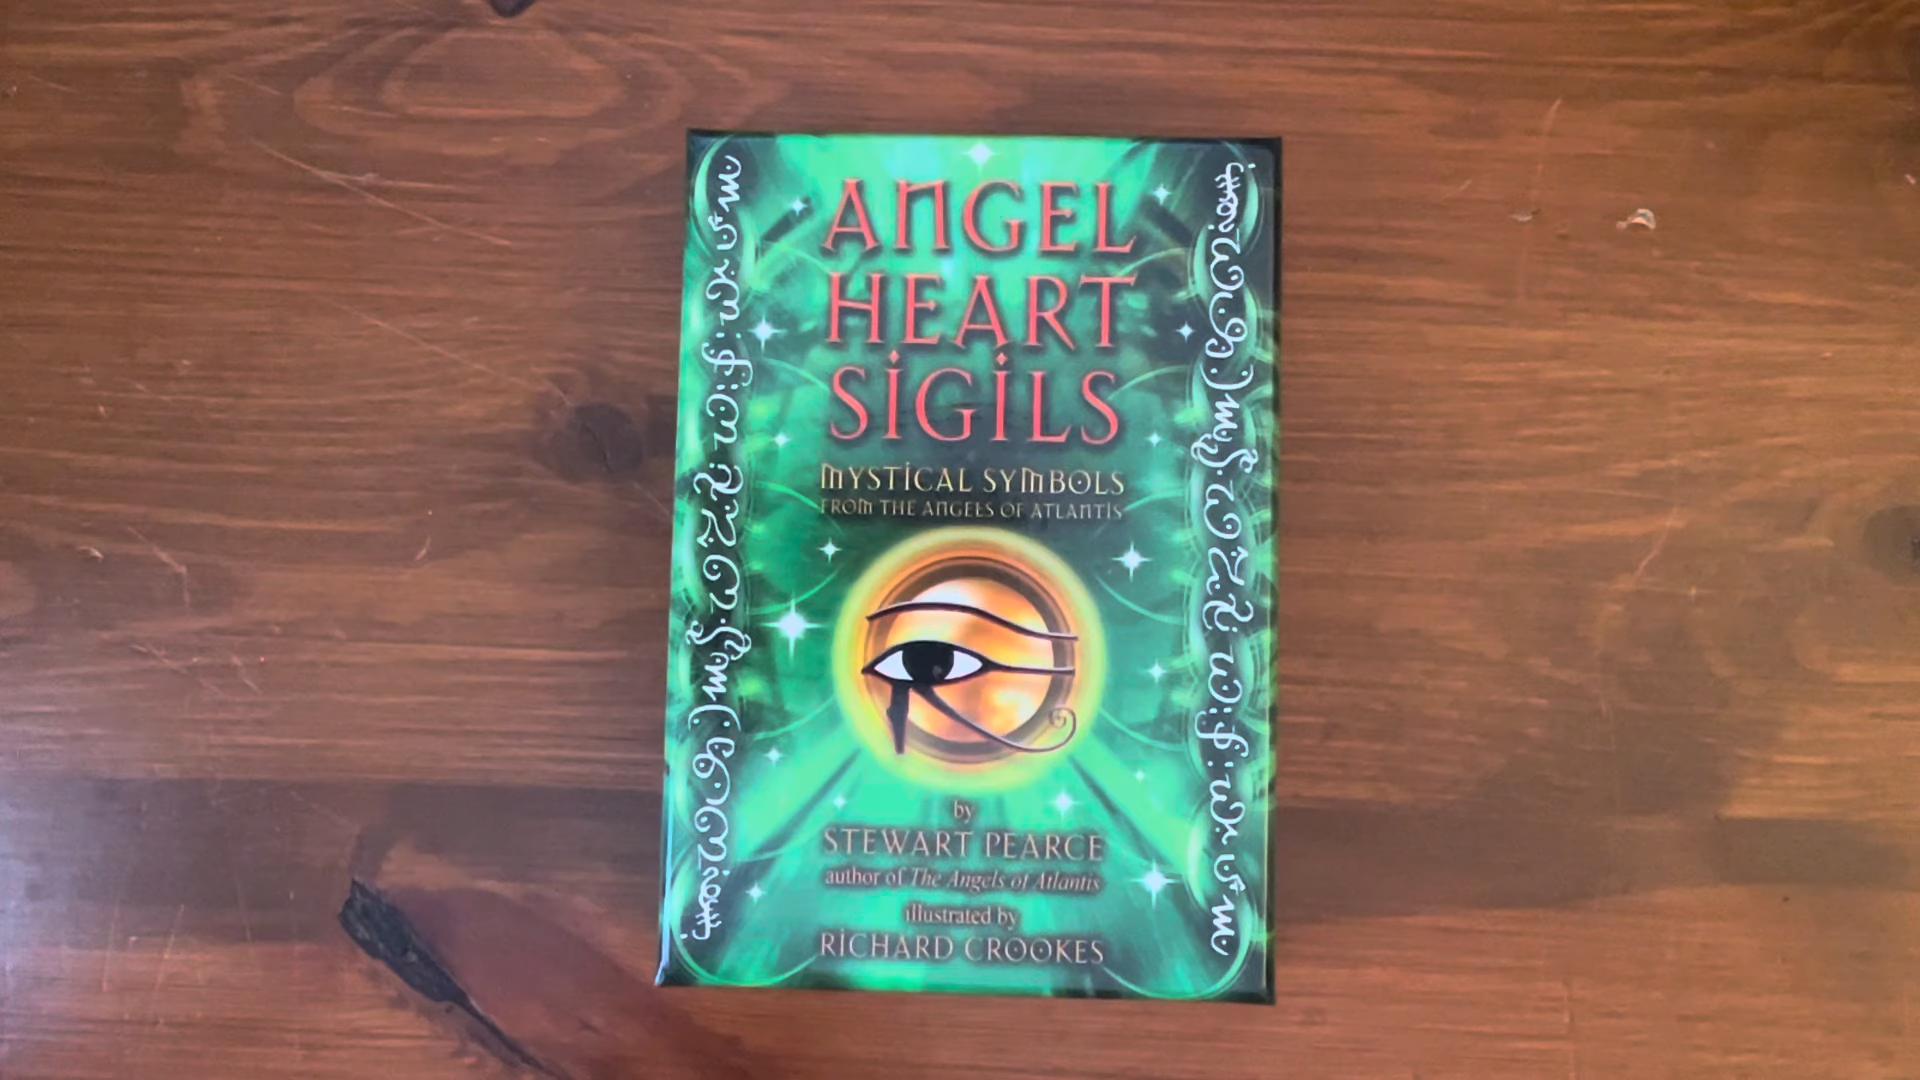 ANGEL
HEART
SIGILS
MYSTICAL SYMBOLS
FROM THE ANGELS OF ATLANTIS
by
STEWART PEARCE
author of The Angels of Atlantis
illustrated by
RICHARD CROOKES